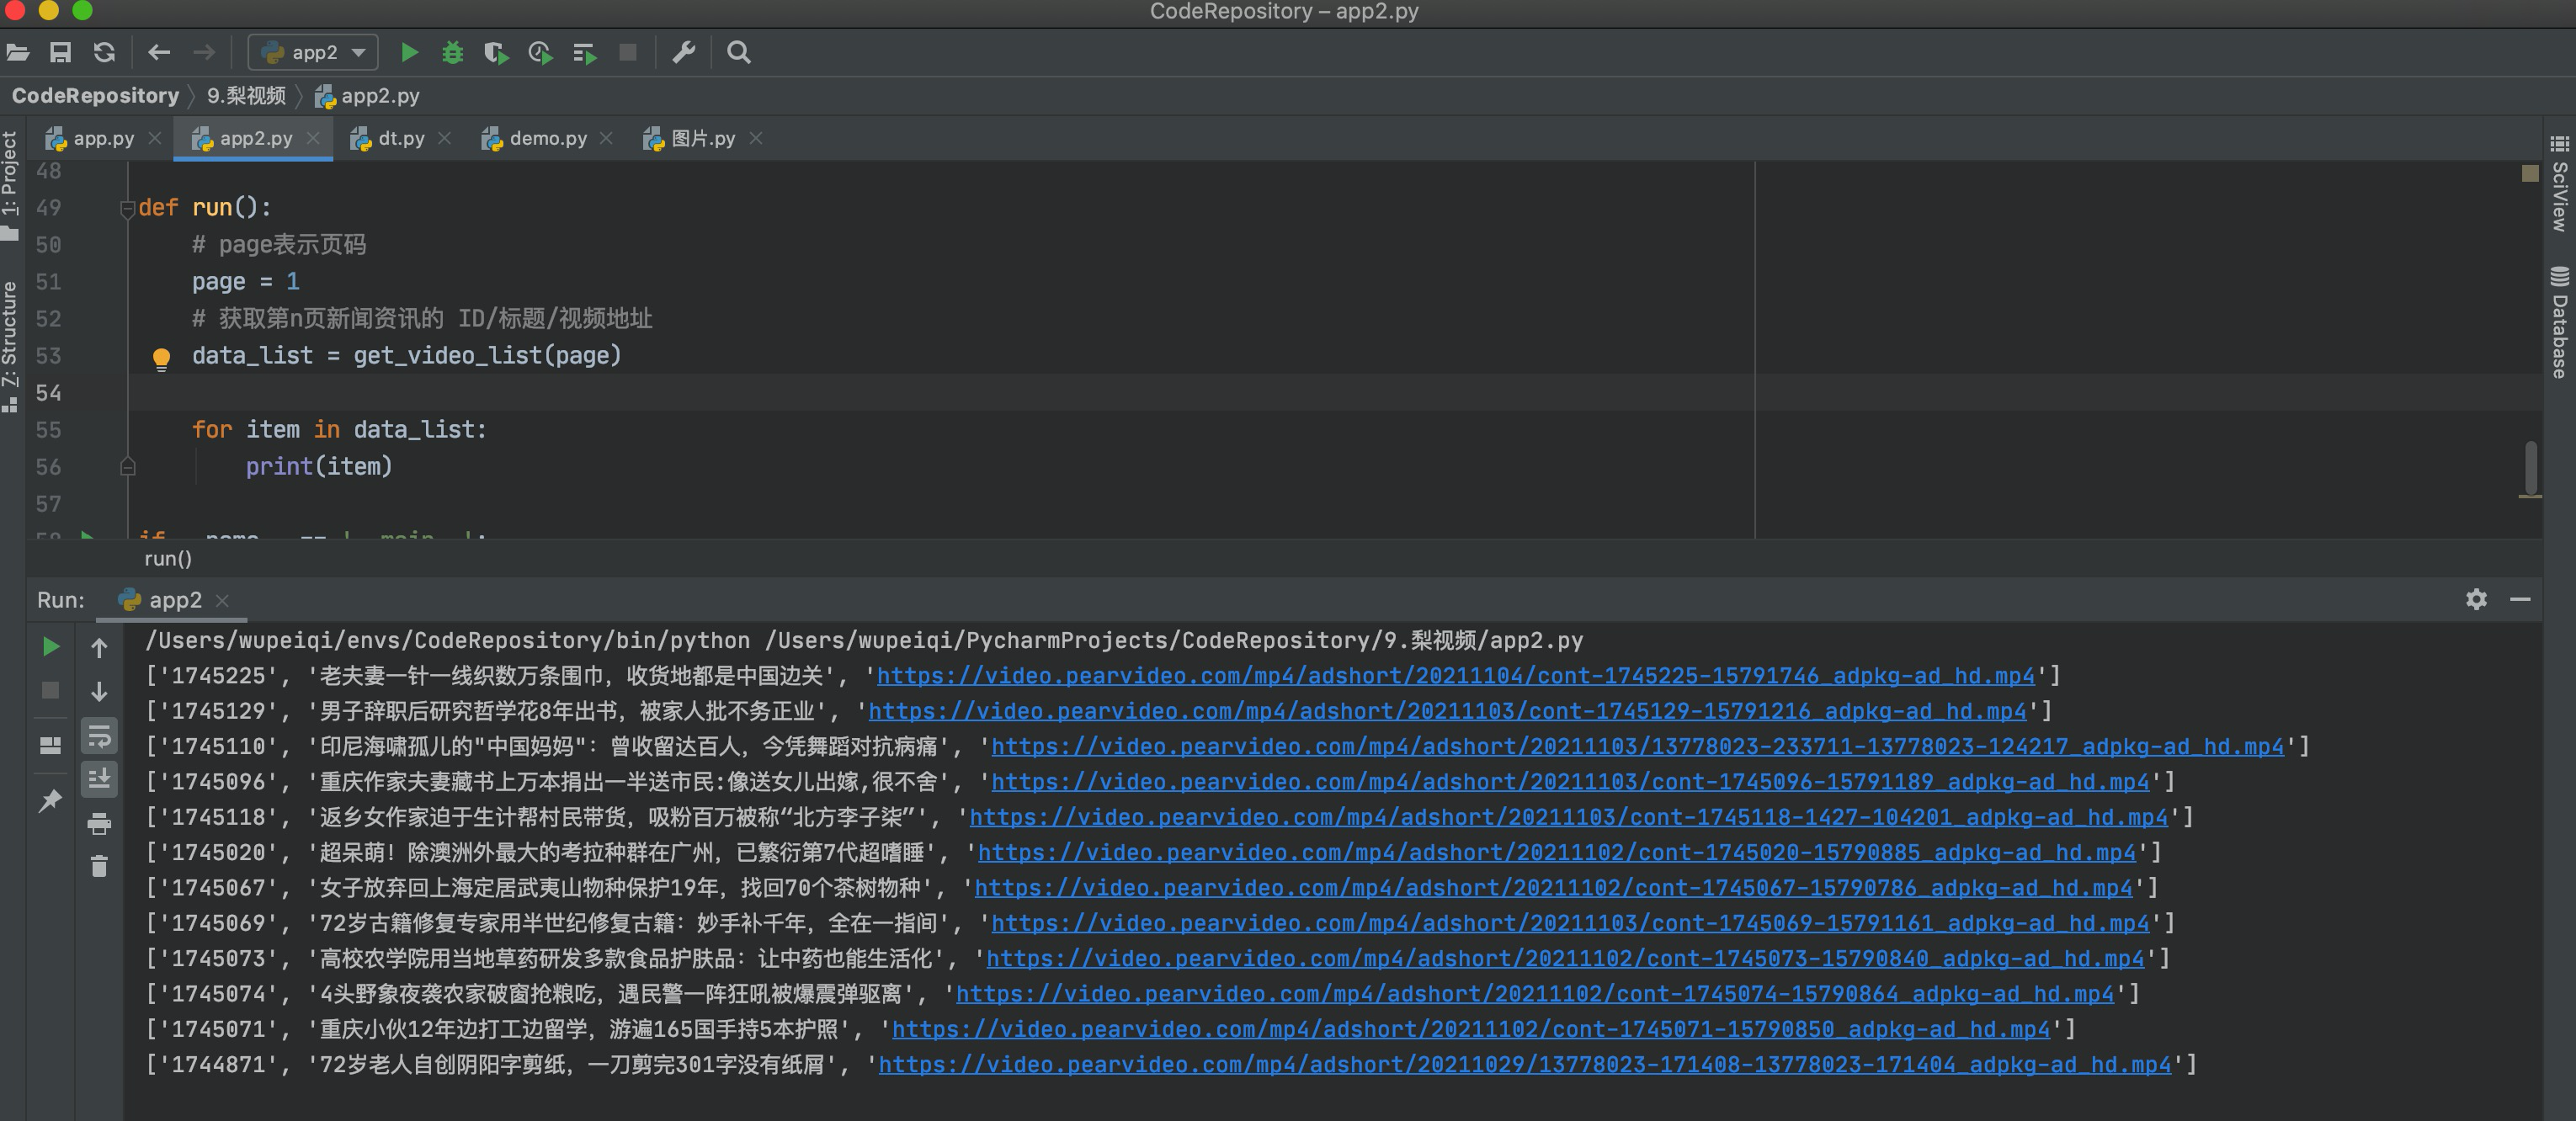 CodeRepository – app2.py
app2
CodeRepository 9.梨视频 app2.py
app.py app2.py dt.py demo.py 图片.py
1: Project
Z: Structure
SciView
Database
48
49 def run():
50 # page表示页码
51 page = 1
52 # 获取第n页新闻资讯的 ID/标题/视频地址
53 data_list = get_video_list(page)
54
55 for item in data_list:
56 print(item)
57
run()
Run: app2
/Users/wupeiqi/envs/CodeRepository/bin/python /Users/wupeiqi/PycharmProjects/CodeRepository/9.梨视频/app2.py
['1745225', '老夫妻一针一线织数万条围巾，收货地都是中国边关', 'https://video.pearvideo.com/mp4/adshort/20211104/cont-1745225-15791746_adpkg-ad_hd.mp4']
['1745129', '男子辞职后研究哲学花8年出书，被家人批不务正业', 'https://video.pearvideo.com/mp4/adshort/20211103/cont-1745129-15791216_adpkg-ad_hd.mp4']
['1745110', '印尼海啸孤儿的"中国妈妈"：曾收留达百人，今凭舞蹈对抗病痛', 'https://video.pearvideo.com/mp4/adshort/20211103/13778023-233711-13778023-124217_adpkg-ad_hd.mp4']
['1745096', '重庆作家夫妻藏书上万本捐出一半送市民:像送女儿出嫁,很不舍', 'https://video.pearvideo.com/mp4/adshort/20211103/cont-1745096-15791189_adpkg-ad_hd.mp4']
['1745118', '返乡女作家迫于生计帮村民带货，吸粉百万被称“北方李子柒”', 'https://video.pearvideo.com/mp4/adshort/20211103/cont-1745118-1427-104201_adpkg-ad_hd.mp4']
['1745020', '超呆萌！除澳洲外最大的考拉种群在广州，已繁衍第7代超嗜睡', 'https://video.pearvideo.com/mp4/adshort/20211102/cont-1745020-15790885_adpkg-ad_hd.mp4']
['1745067', '女子放弃回上海定居武夷山物种保护19年，找回70个茶树物种', 'https://video.pearvideo.com/mp4/adshort/20211102/cont-1745067-15790786_adpkg-ad_hd.mp4']
['1745069', '72岁古籍修复专家用半世纪修复古籍：妙手补千年，全在一指间', 'https://video.pearvideo.com/mp4/adshort/20211103/cont-1745069-15791161_adpkg-ad_hd.mp4']
['1745073', '高校农学院用当地草药研发多款食品护肤品：让中药也能生活化', 'https://video.pearvideo.com/mp4/adshort/20211102/cont-1745073-15790840_adpkg-ad_hd.mp4']
['1745074', '4头野象夜袭农家破窗抢粮吃，遇民警一阵狂吼被爆震弹驱离', 'https://video.pearvideo.com/mp4/adshort/20211102/cont-1745074-15790864_adpkg-ad_hd.mp4']
['1745071', '重庆小伙12年边打工边留学，游遍165国手持5本护照', 'https://video.pearvideo.com/mp4/adshort/20211102/cont-1745071-15790850_adpkg-ad_hd.mp4']
['1744871', '72岁老人自创阴阳字剪纸，一刀剪完301字没有纸屑', 'https://video.pearvideo.com/mp4/adshort/20211029/13778023-171408-13778023-171404_adpkg-ad_hd.mp4']